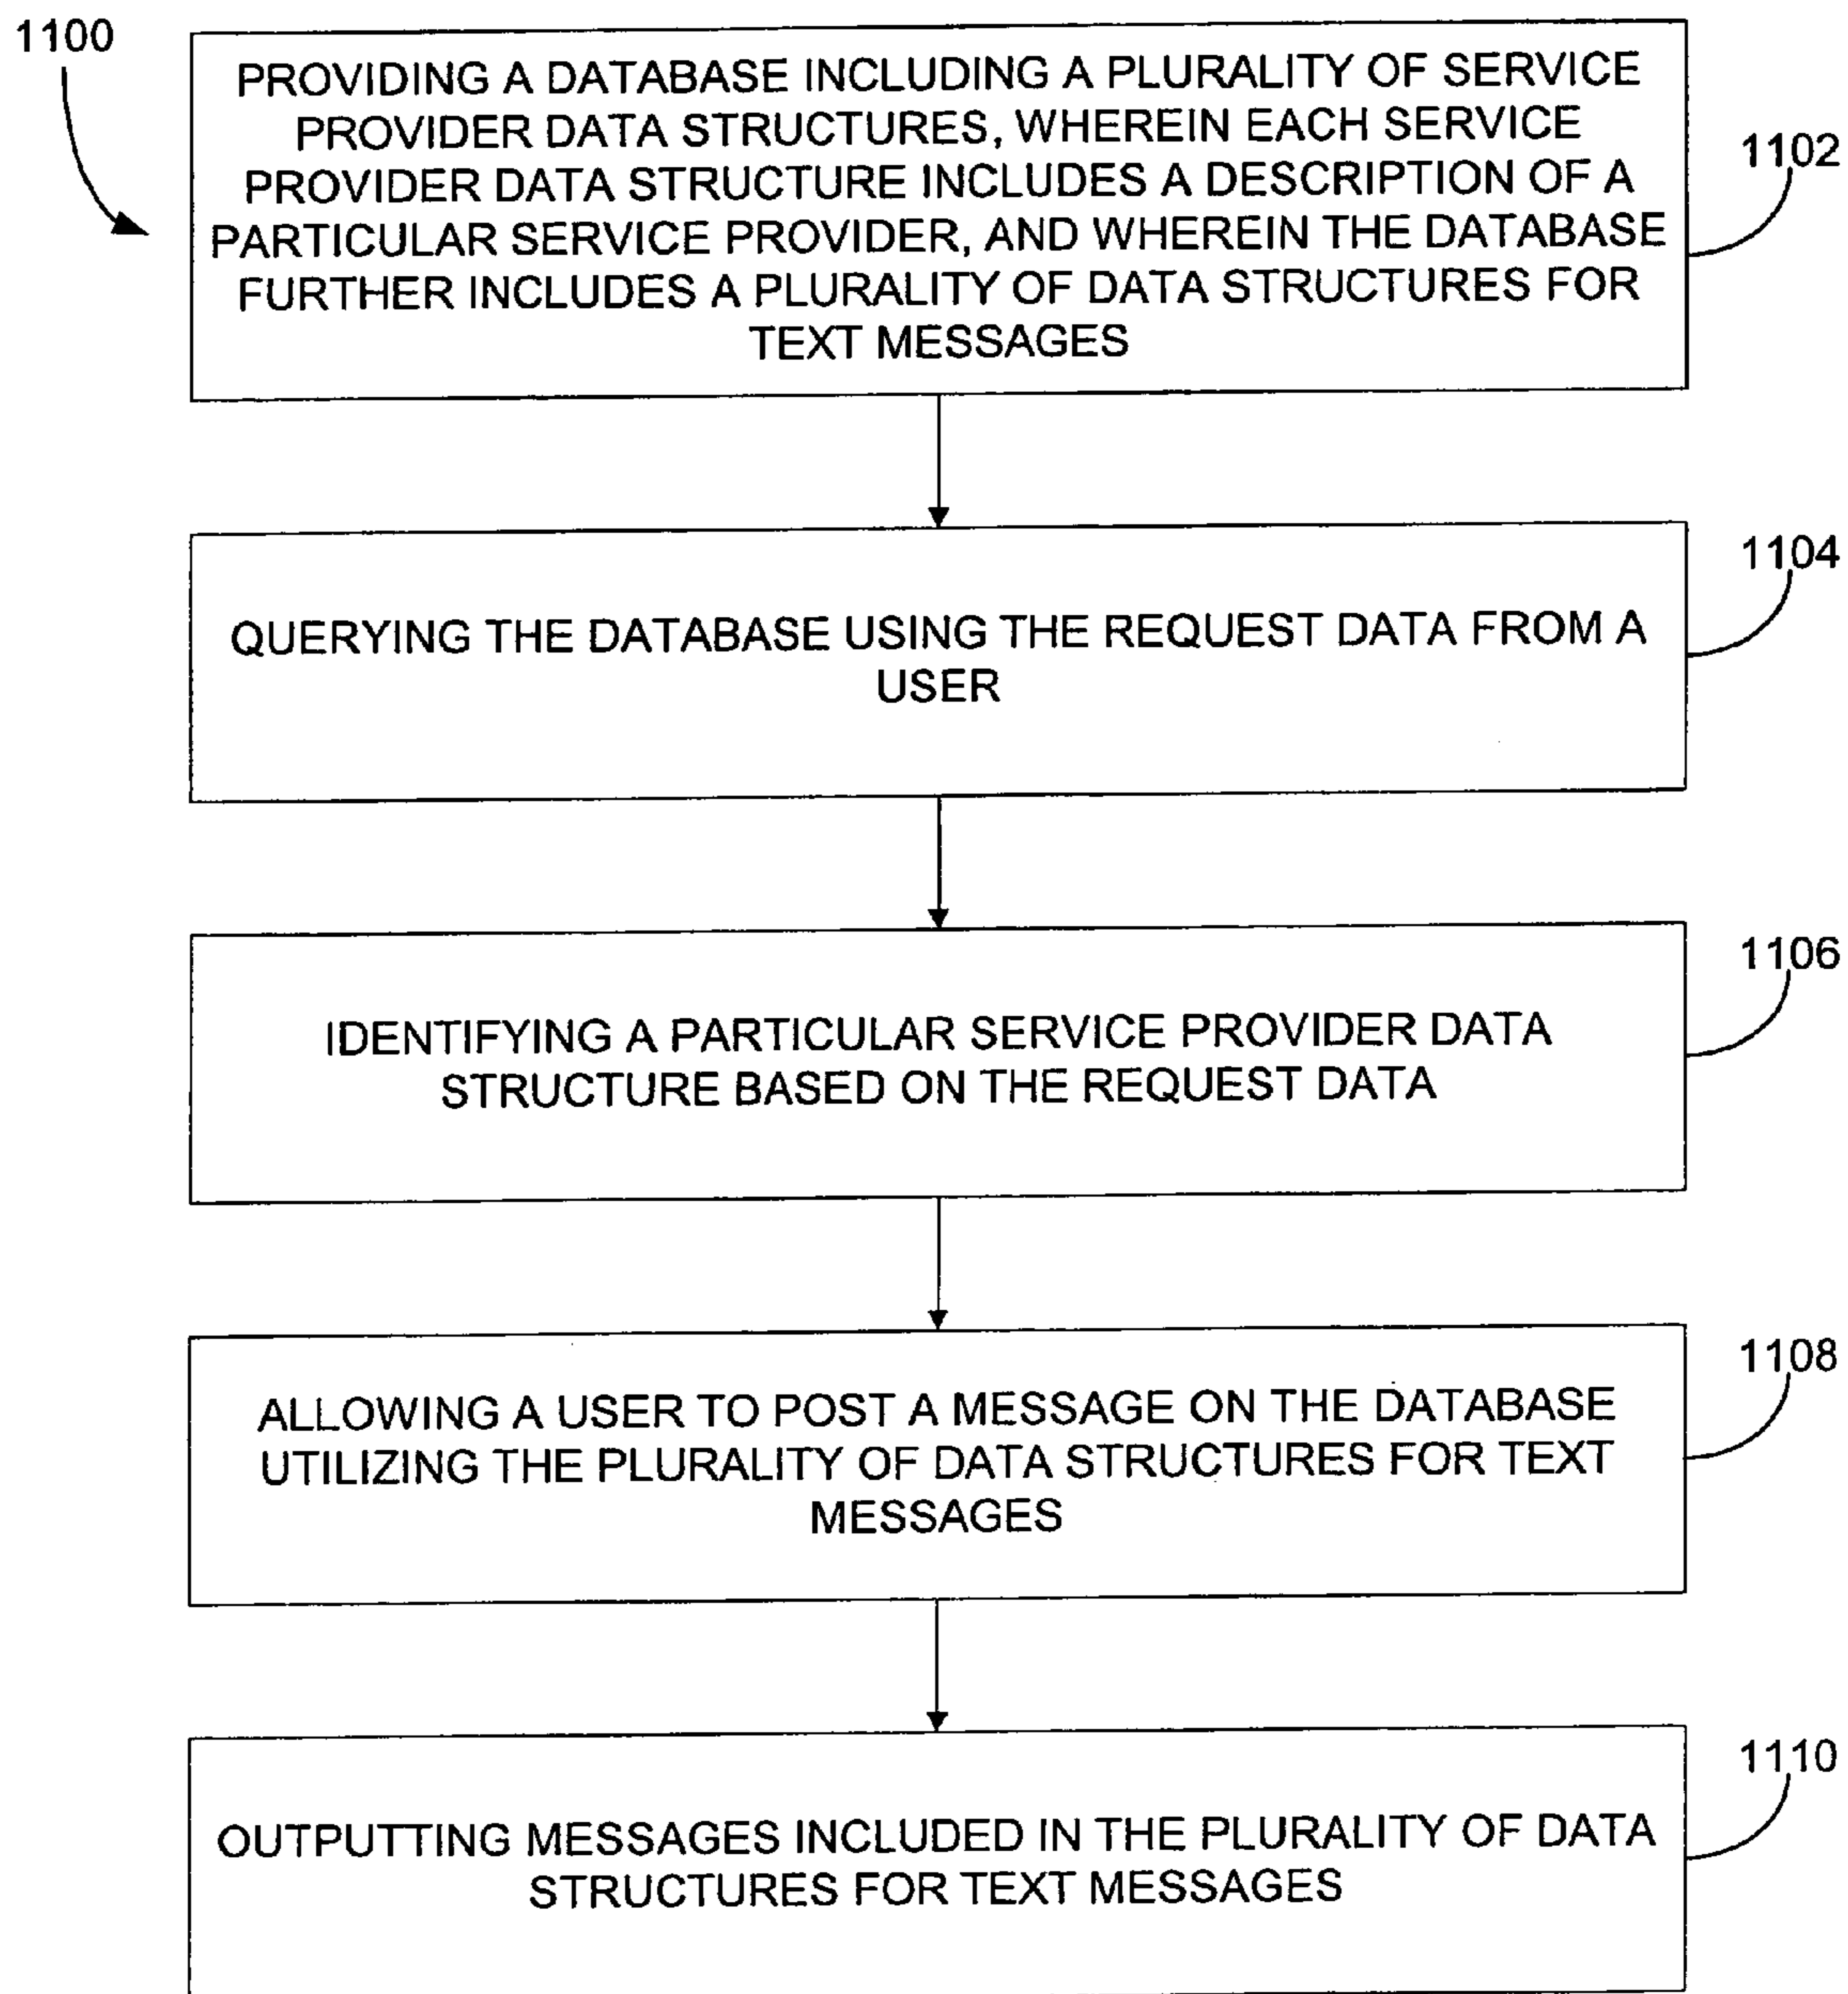 1100
PROVIDING A DATABASE INCLUDING A PLURALITY OF SERVICE
PROVIDER DATA STRUCTURES, WHEREIN EACH SERVICE
PROVIDER DATA STRUCTURE INCLUDES A DESCRIPTION OF A
PARTICULAR SERVICE PROVIDER, AND WHEREIN THE DATABASE
FURTHER INCLUDES A PLURALITY OF DATA STRUCTURES FOR
TEXT MESSAGES
1102
QUERYING THE DATABASE USING THE REQUEST DATA FROM A
USER
1104
IDENTIFYING A PARTICULAR SERVICE PROVIDER DATA
STRUCTURE BASED ON THE REQUEST DATA
1106
ALLOWING A USER TO POST A MESSAGE ON THE DATABASE
UTILIZING THE PLURALITY OF DATA STRUCTURES FOR TEXT
MESSAGES
1108
OUTPUTTING MESSAGES INCLUDED IN THE PLURALITY OF DATA
STRUCTURES FOR TEXT MESSAGES
1110